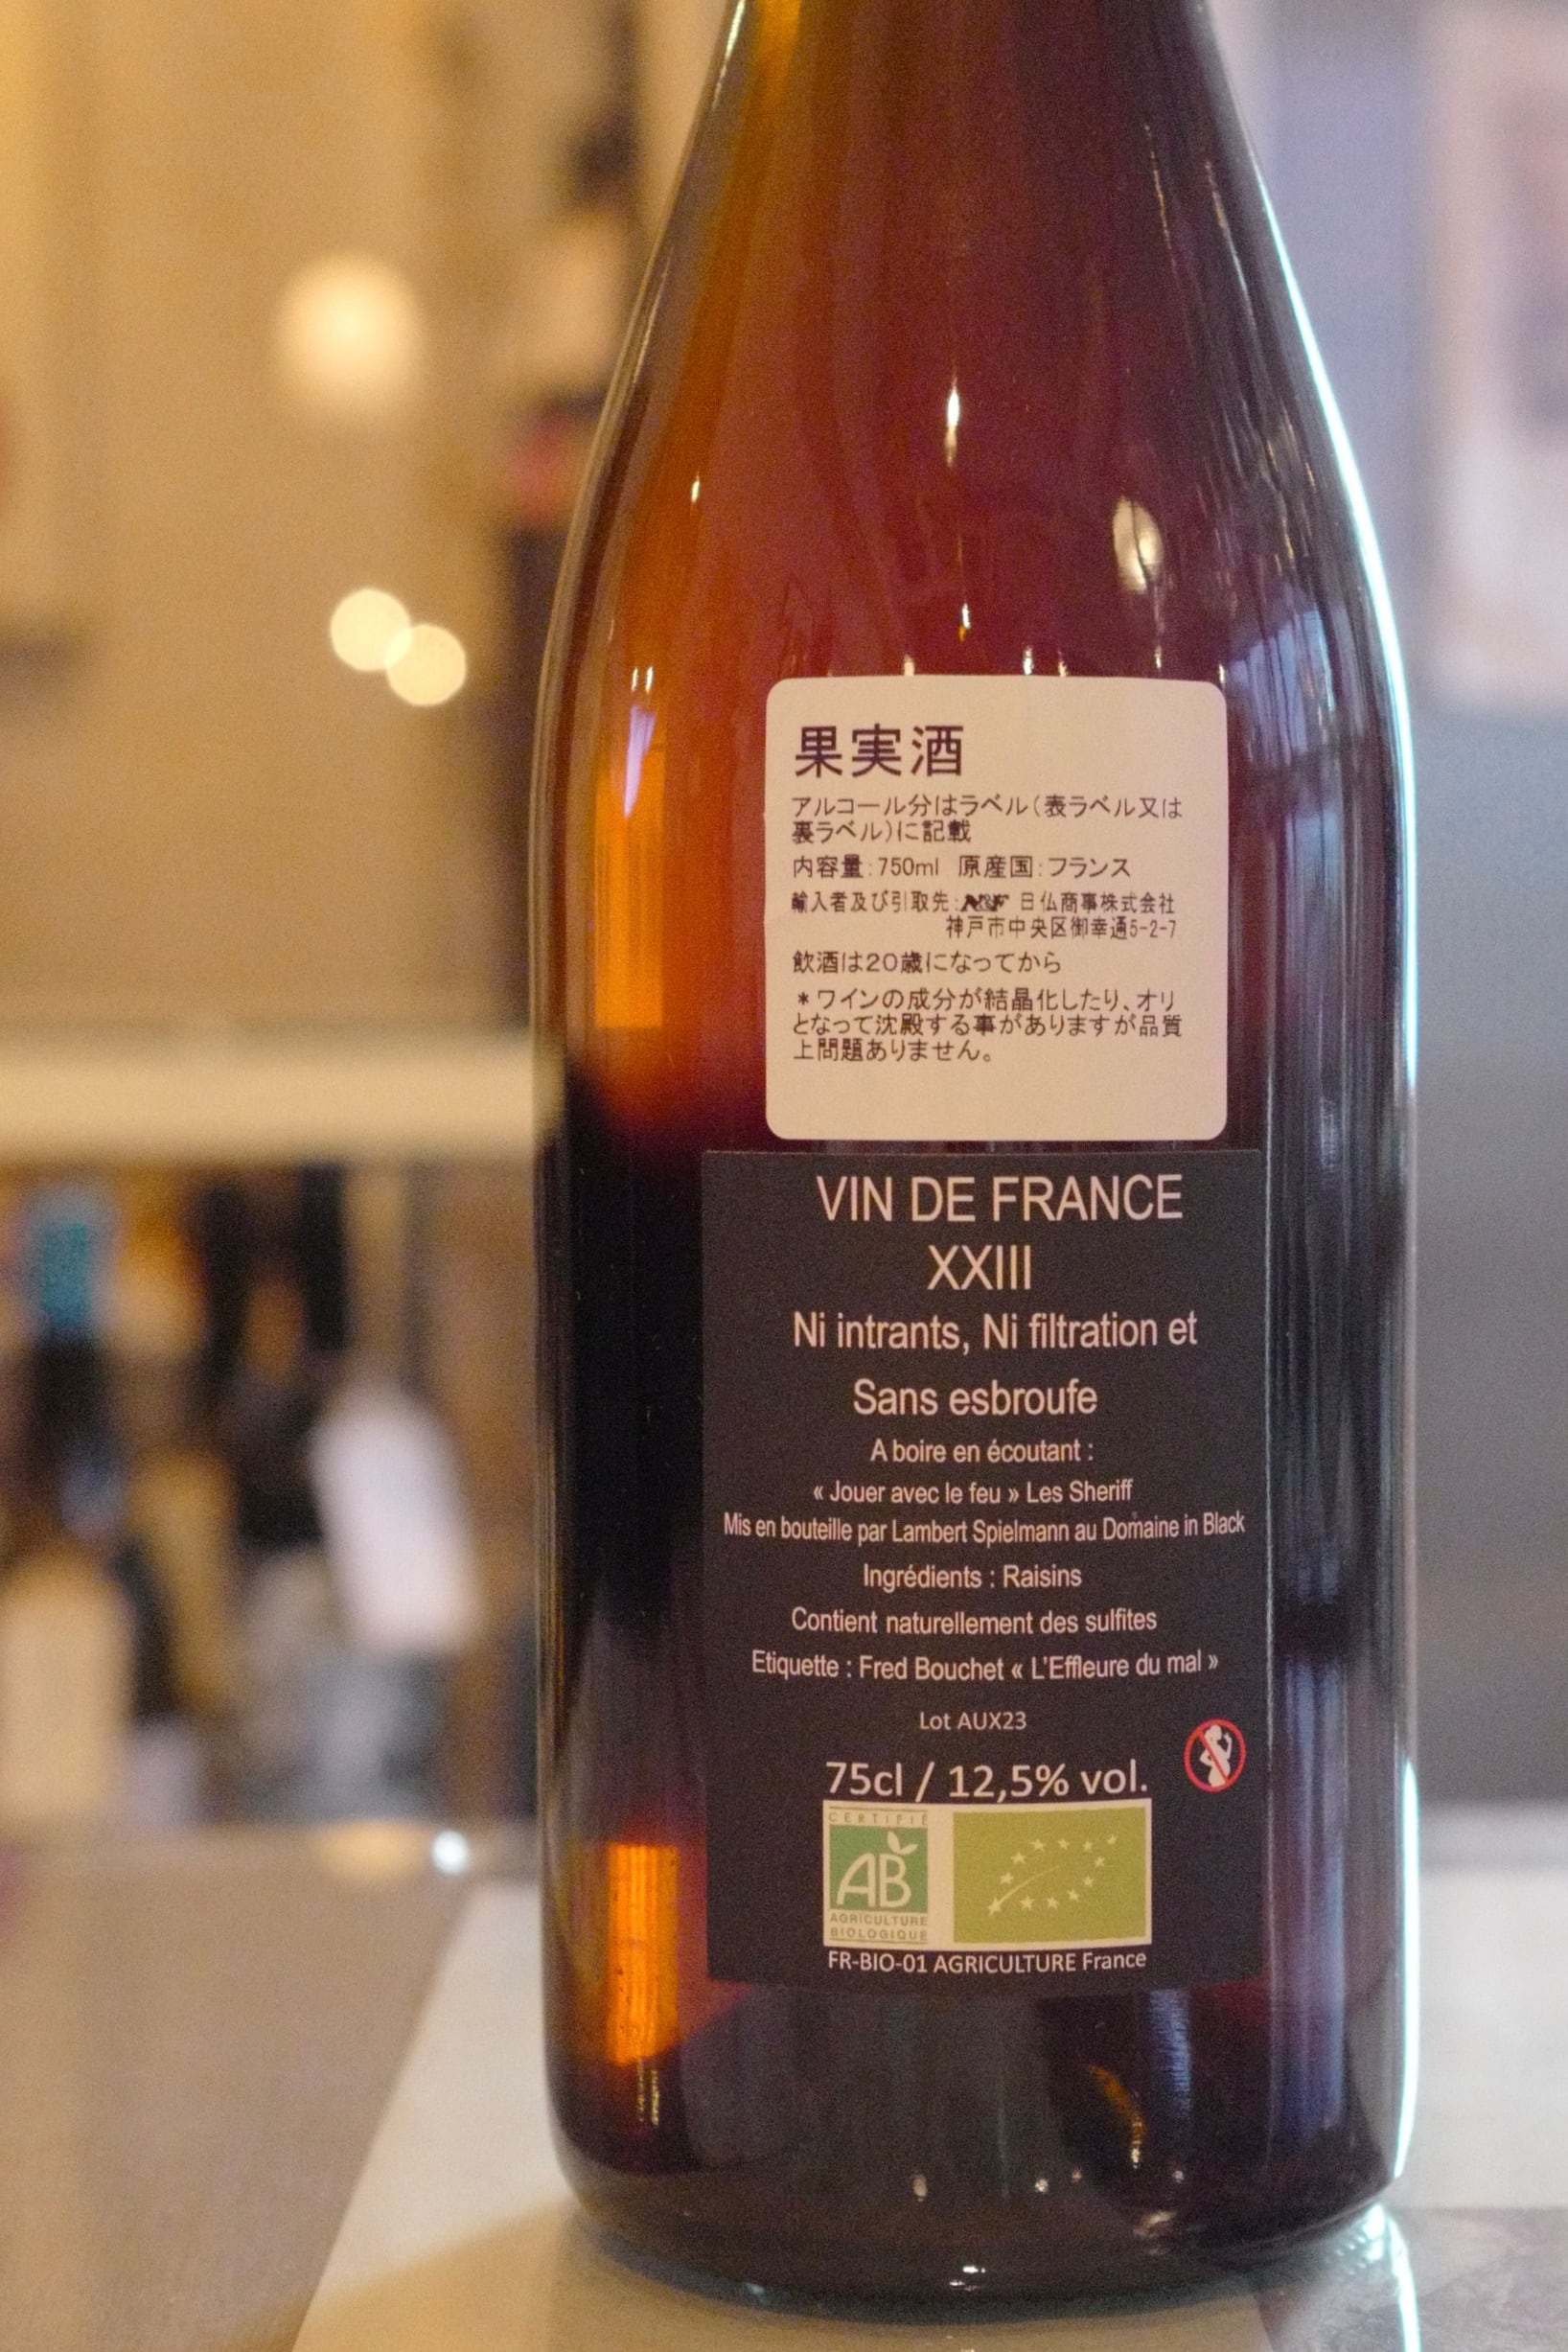 果実酒
アルコール分はラベル(表ラベル又は
裏ラベル)に記載
内容量:750ml 原産国:フランス
輸入者及び引取先: N&F 日仏商事株式会社
神戸市中央区御幸通5-2-7
飲酒は20歳になってから
*ワインの成分が結晶化したり、オリ
となって沈殿する事がありますが品質
上問題ありません。
VIN DE FRANCE
XXIII
Ni intrants, Ni filtration et
Sans esbroufe
A boire en écoutant :
« Jouer avec le feu » Les Sheriff
Mis en bouteille par Lambert Spielmann au Domaine in Black
Ingrédients : Raisins
Contient naturellement des sulfites
Etiquette : Fred Bouchet « L'Effleure du mal »
Lot AUX23
75cl / 12,5% vol.
CERTIFIÉ
AB
AGRICULTURE
BIOLOGIQUE
FR-BIO-01 AGRICULTURE France